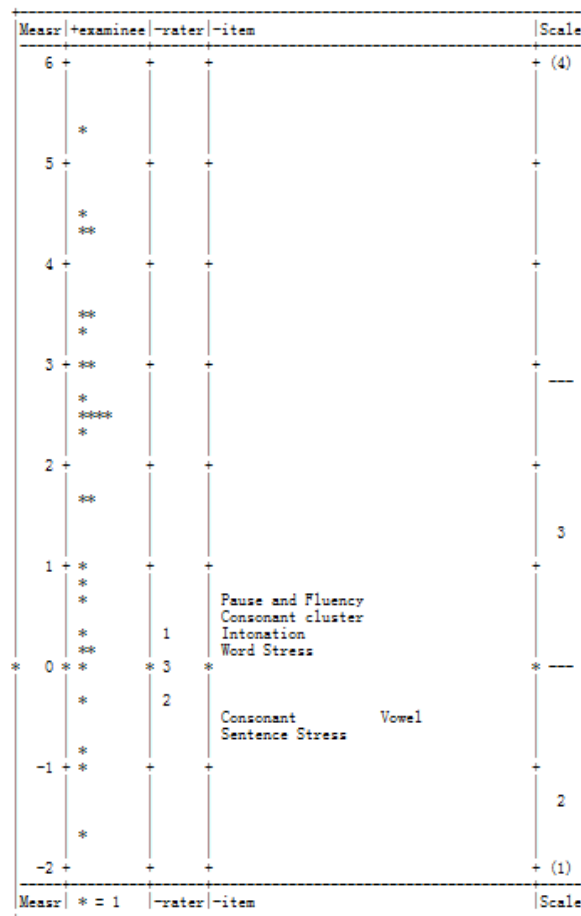 |Measr|+examinee|-rater|-item |Scale|
6 + + + + (4)
*
5 + + + +
*
**
4 + + + +
**
*
3 + ** + + +
---
*
****
*
2 + + + +
**
3
1 + * + + +
*
* Pause and Fluency
Consonant cluster
* 1 Intonation
** Word Stress
* 0 * * * 3 * * ---
* 2
Consonant Vowel
Sentence Stress
*
-1 + * + + +
2
*
-2 + + + + (1)
|Measr| * = 1 |-rater|-item |Scale|